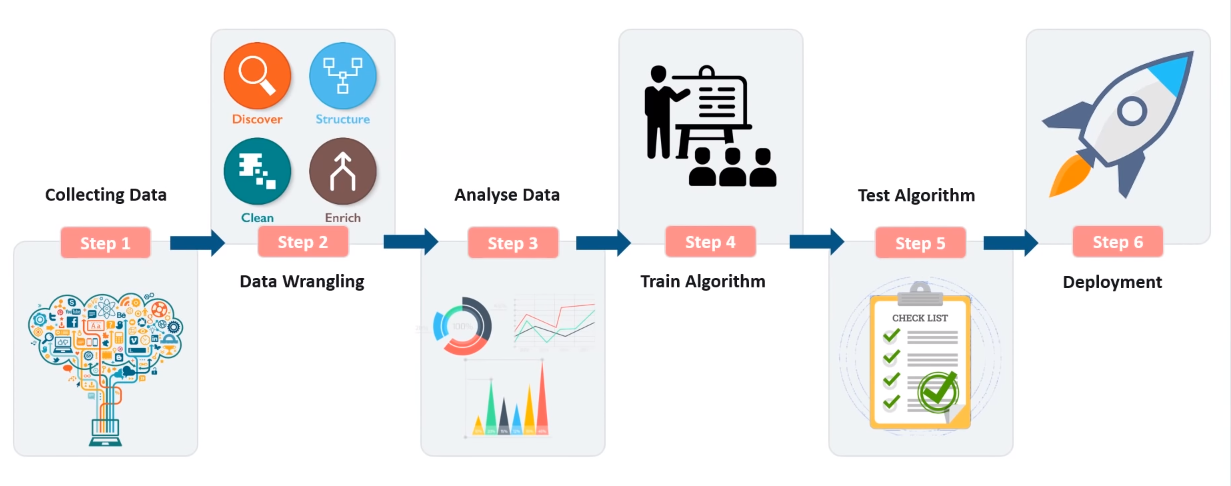 Collecting Data
Step 1
Discover
Structure
Clean
Enrich
Step 2
Data Wrangling
Analyse Data
Step 3
100%
Step 4
Train Algorithm
Test Algorithm
Step 5
CHECK LIST
Step 6
Deployment